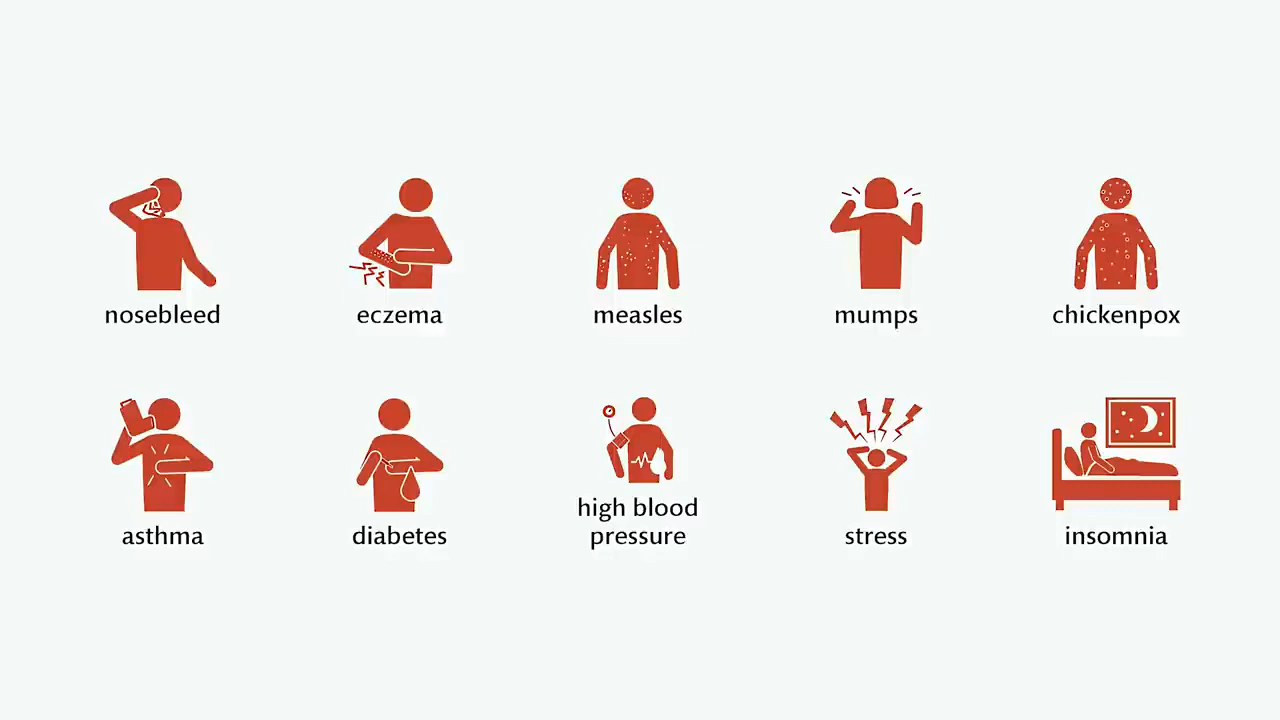 nosebleed
eczema
measles
mumps
chickenpox
asthma
diabetes
high blood
pressure
stress
insomnia